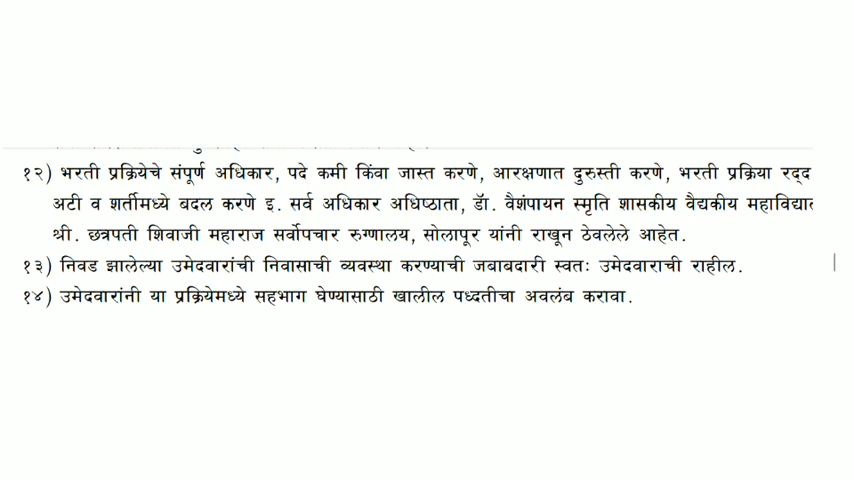 १२) भरती प्रक्रियेचे संपूर्ण अधिकार, पदे कमी किंवा जास्त करणे, आरक्षणात दुरुस्ती करणे, भरती प्रक्रिया रद्द
अटी व शर्तीमध्ये बदल करणे इ. सर्व अधिकार अधिष्ठाता, डॉ. वैशंपायन स्मृति शासकीय वैद्यकीय
श्री. छत्रपती शिवाजी महाराज सर्वोपचार रुग्णालय, सोलापूर यांनी राखून ठेवलेले आहेत.
१३) निवड झालेल्या उमेदवारांची निवासाची व्यवस्था करण्याची जबाबदारी स्वतः उमेदवाराची राहील.
१४) उमेदवारांनी या प्रक्रियेमध्ये सहभाग घेण्यासाठी खालील पध्दतीचा अवलंब करावा.